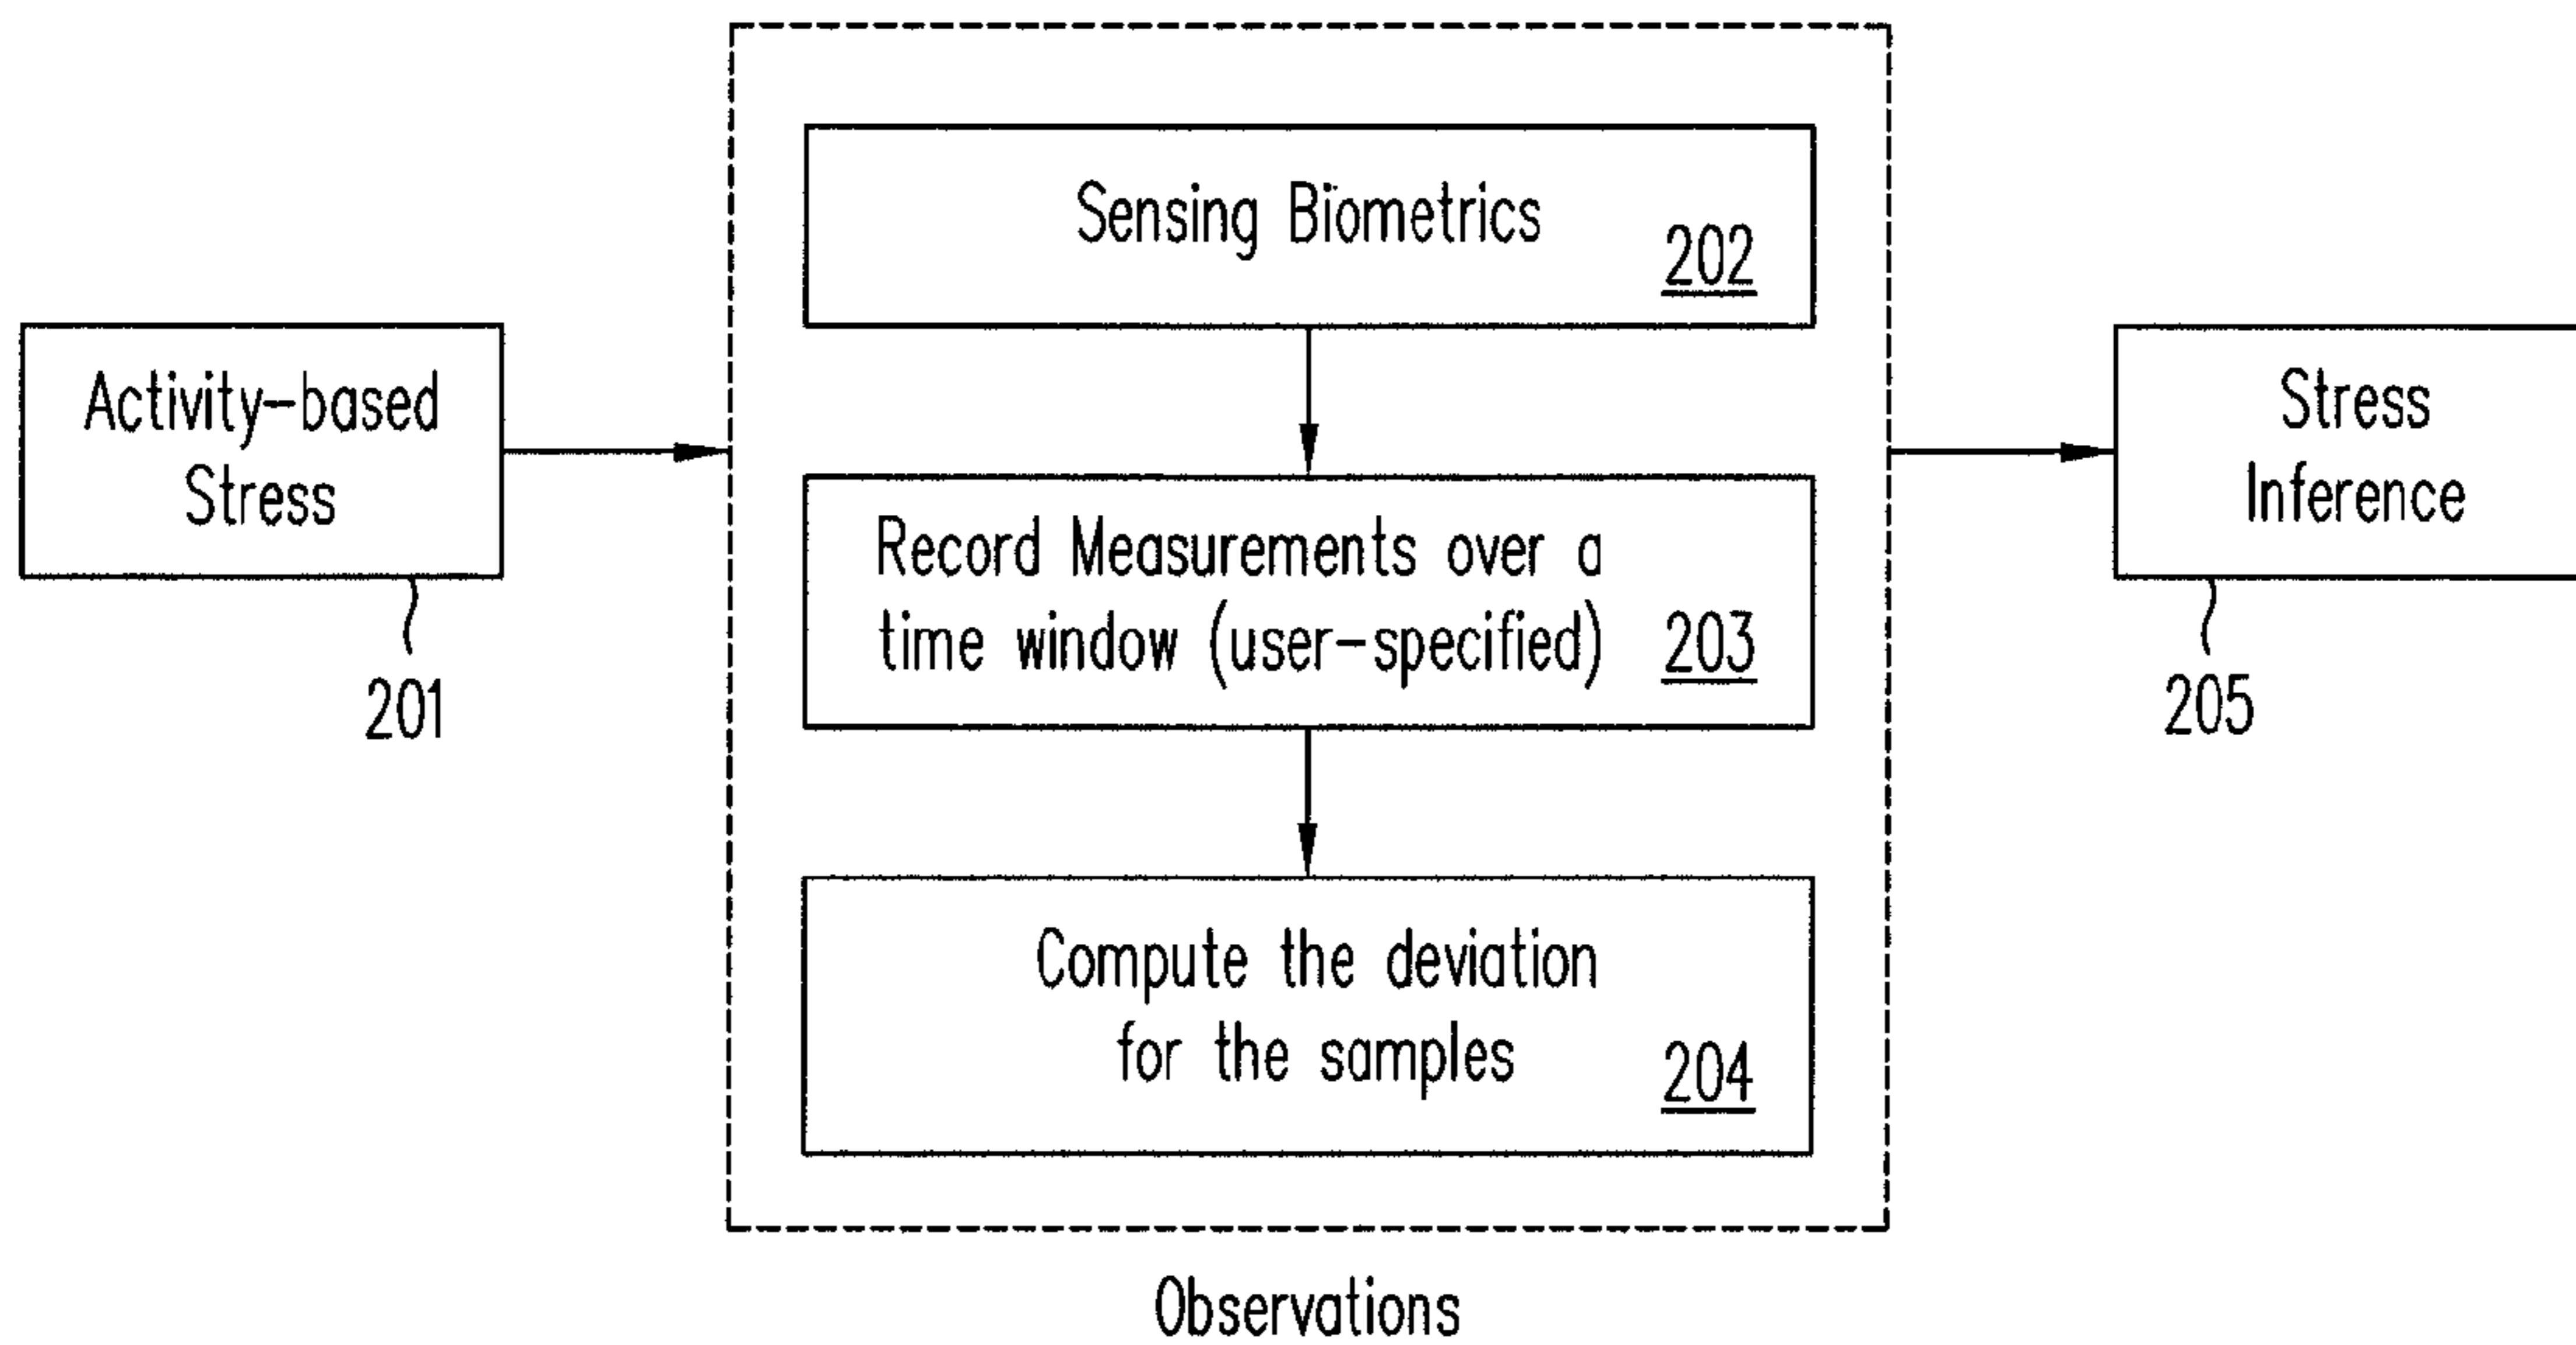 Activity-based
Stress
201
Sensing Biometrics
202
Record Measurements over a
time window (user-specified) 203
Compute the deviation
for the samples
204
Observations
Stress
Inference
205